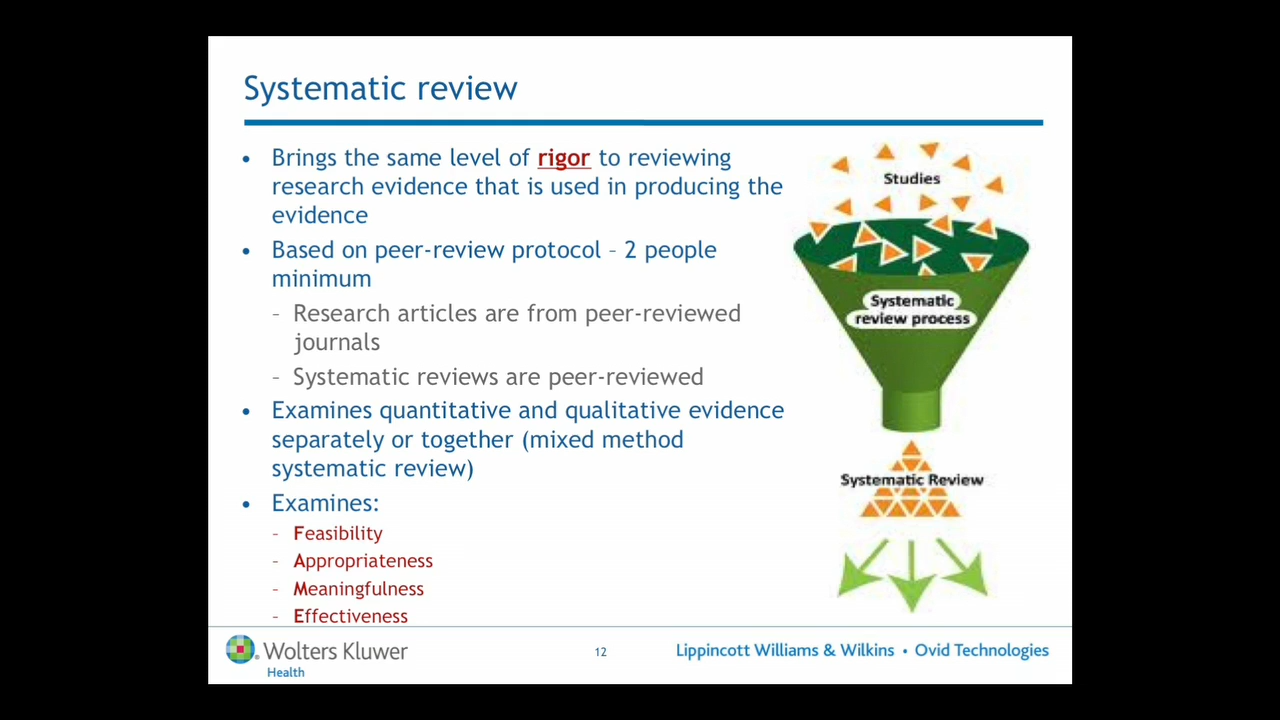 Systematic review
• Brings the same level of rigor to reviewing
research evidence that is used in producing the
evidence
• Based on peer-review protocol – 2 people
minimum
– Research articles are from peer-reviewed
journals
– Systematic reviews are peer-reviewed
• Examines quantitative and qualitative evidence
separately or together (mixed method
systematic review)
• Examines:
– Feasibility
– Appropriateness
– Meaningfulness
– Effectiveness
Studies
Systematic
review process
Systematic Review
Wolters Kluwer
Health
12
Lippincott Williams & Wilkins • Ovid Technologies